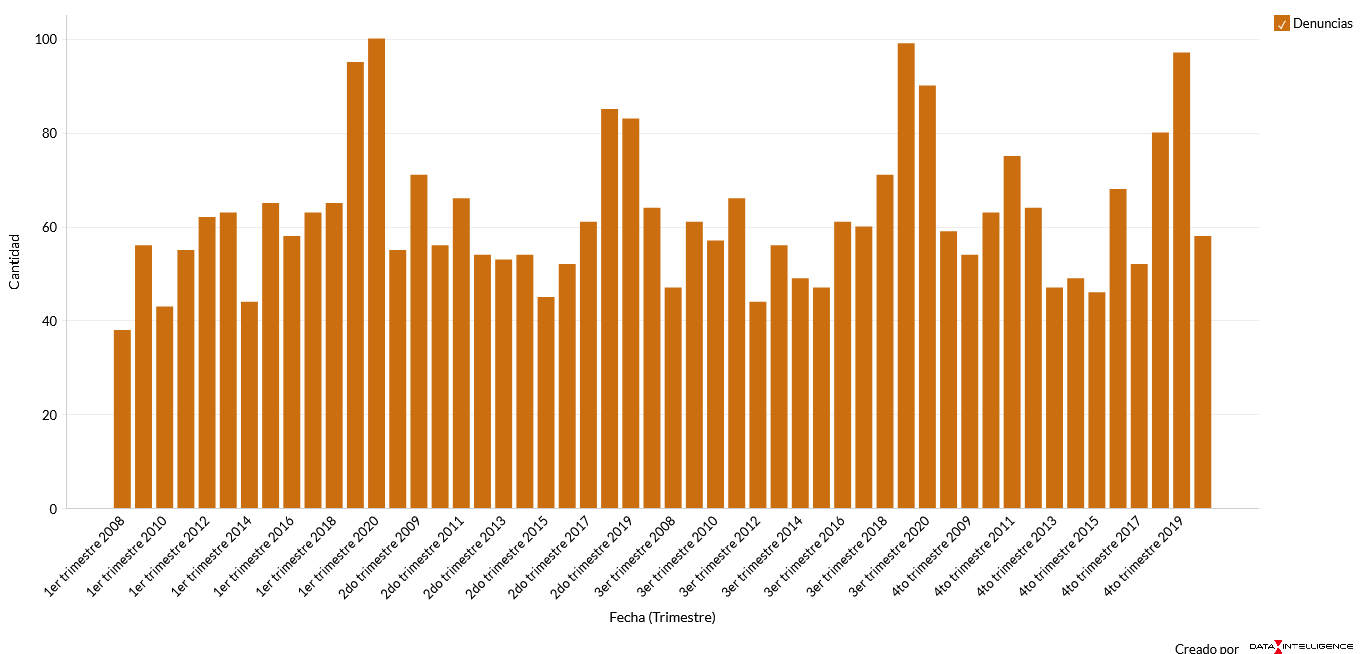 Denuncias
100
80
60
40
20
0
Cantidad
1er trimestre 2008
1er trimestre 2010
1er trimestre 2012
1er trimestre 2014
1er trimestre 2016
1er trimestre 2018
1er trimestre 2020
2do trimestre 2009
2do trimestre 2011
2do trimestre 2013
2do trimestre 2015
2do trimestre 2017
2do trimestre 2019
3er trimestre 2008
3er trimestre 2010
3er trimestre 2012
3er trimestre 2014
3er trimestre 2016
3er trimestre 2018
3er trimestre 2020
4to trimestre 2009
4to trimestre 2011
4to trimestre 2013
4to trimestre 2015
4to trimestre 2017
4to trimestre 2019
Fecha (Trimestre)
Creado por DATA INTELLIGENCE